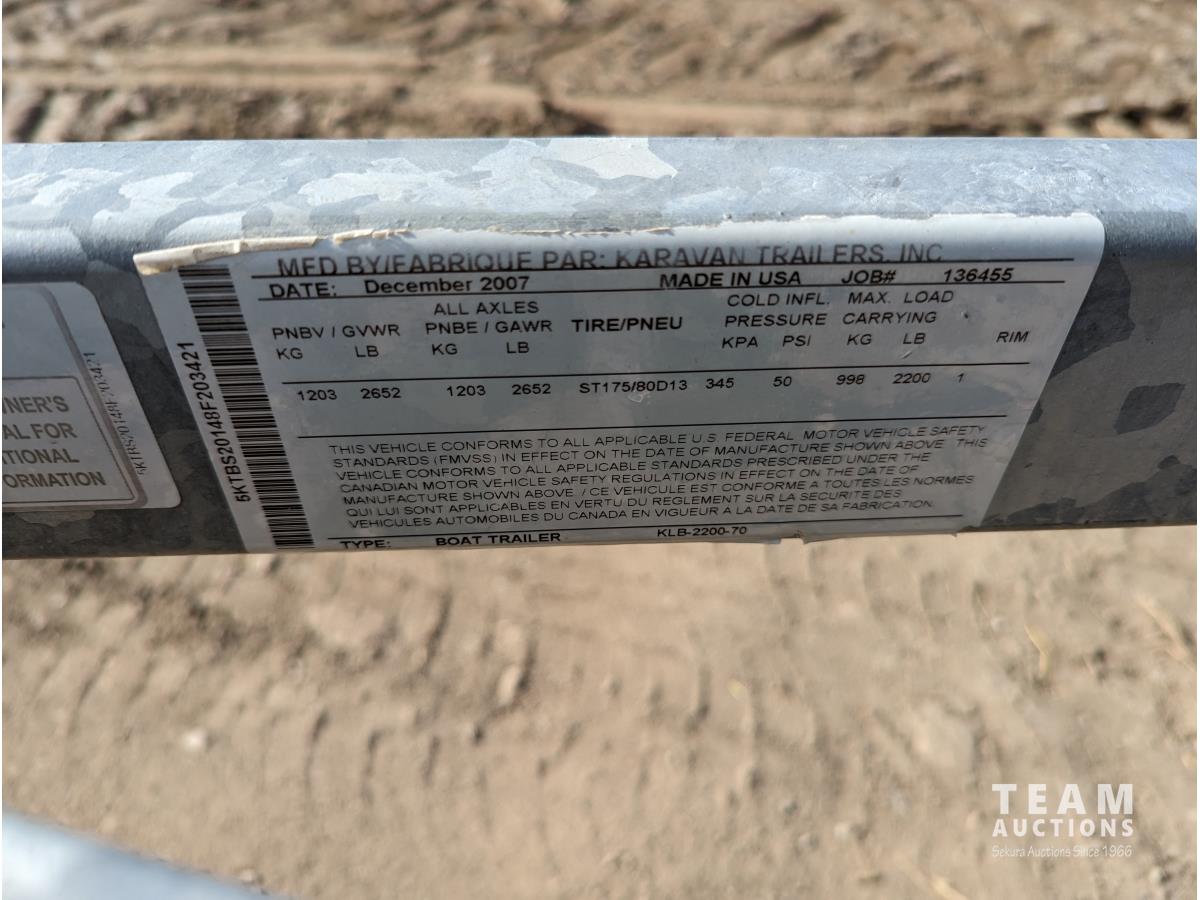 MFD BY/FABRIQUE PAR: KARAVAN TRAILERS, INC
DATE: December 2007 MADE IN USA JOB# 136455
ALL AXLES COLD INFL. MAX. LOAD
PNBV / GVWR PNBE / GAWR TIRE/PNEU PRESSURE CARRYING
KG LB KG LB KPA PSI KG LB RIM
1203 2652 1203 2652 ST175/80D13 345 50 998 2200 1
THIS VEHICLE CONFORMS TO ALL APPLICABLE U.S. FEDERAL MOTOR VEHICLE SAFETY
STANDARDS (FMVSS) IN EFFECT ON THE DATE OF MANUFACTURE SHOWN ABOVE. THIS
VEHICLE CONFORMS TO ALL APPLICABLE STANDARDS PRESCRIBED UNDER THE
CANADIAN MOTOR VEHICLE SAFETY REGULATIONS IN EFFECT ON THE DATE OF
MANUFACTURE SHOWN ABOVE. / CE VEHICULE EST CONFORME A TOUTES LES NORMES
QUI LUI SONT APPLICABLES EN VERTU DU REGLEMENT SUR LA SECURITE DES
VEHICULES AUTOMOBILES DU CANADA EN VIGUEUR A LA DATE DE SA FABRICATION.
TYPE: BOAT TRAILER KLB-2200-70
5KTBS20148F203421
NER'S
AL FOR
TIONAL
FORMATION
5KTBS20148F203421
TEAM
AUCTIONS
Sekura Auctions Since 1966